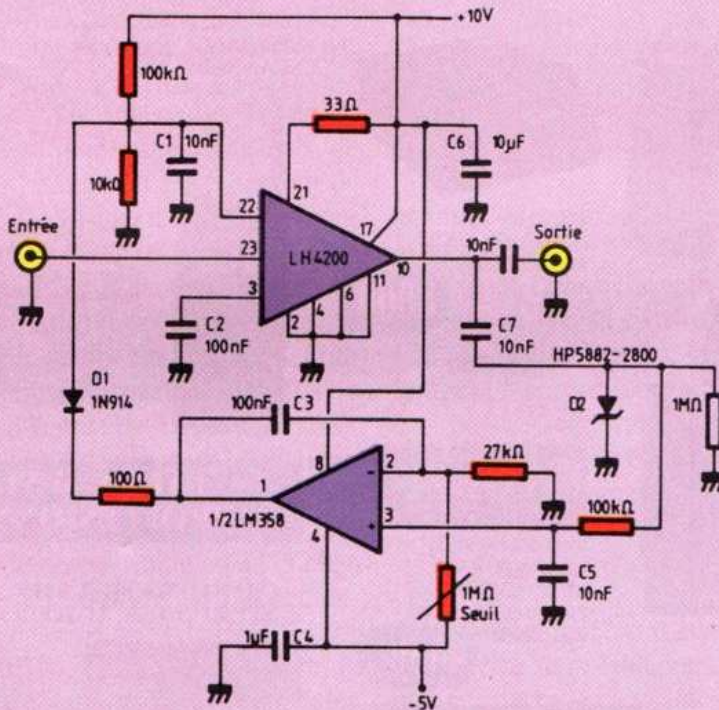 +10V
100kΩ
33Ω
C1
10nF
C6
10µF
10kΩ
21
22
17
Entrée
Sortie
10nF
23
LH4200
10
11
3
6
4
2
C2
100nF
C7
10nF
HP5882-2800
D1
1N914
100nF
C3
D2
1MΩ
8
27kΩ
100Ω
1
-
2
100kΩ
+
3
1/2LM358
4
C5
10nF
1MΩ
Seuil
1µF
C4
-5V